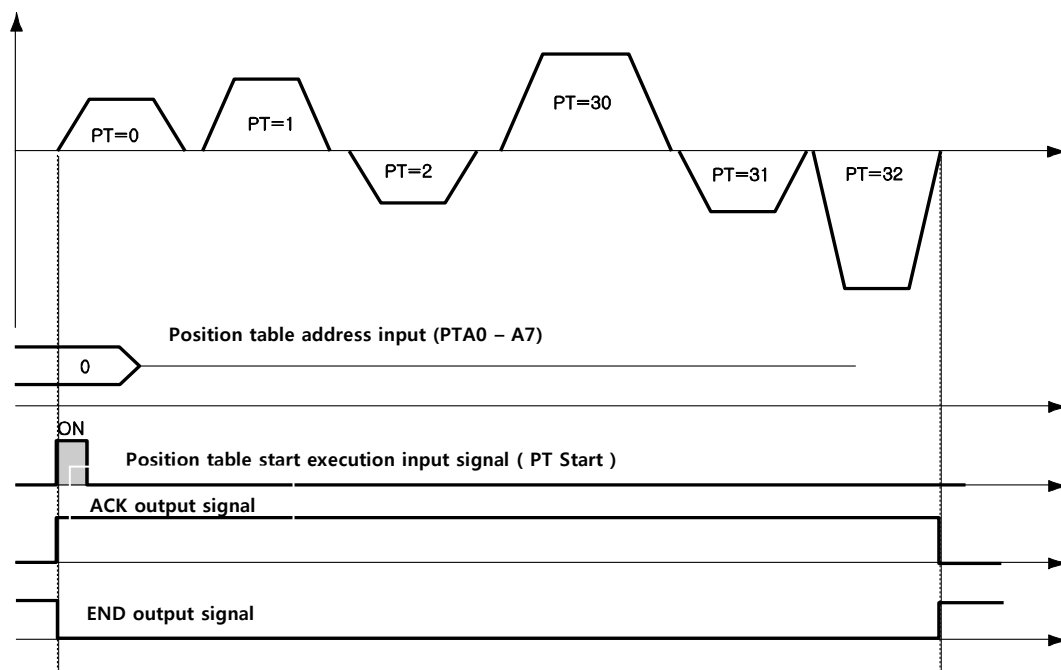 PT=0
PT=1
PT=2
PT=30
PT=31
PT=32
Position table address input (PTA0 – A7)
0
ON
Position table start execution input signal ( PT Start )
ACK output signal
END output signal